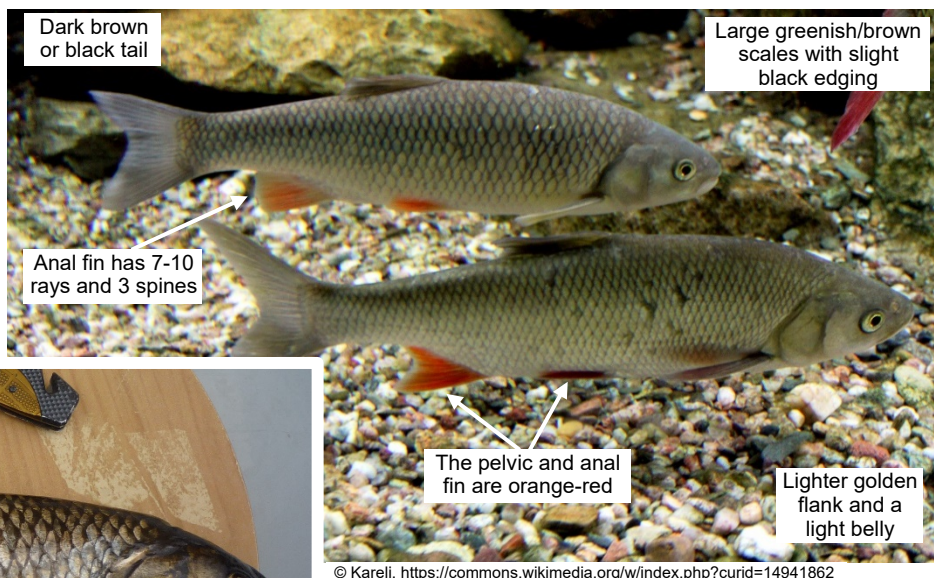 Dark brown
or black tail
Large greenish/brown
scales with slight
black edging
Anal fin has 7-10
rays and 3 spines
The pelvic and anal
fin are orange-red
Lighter golden
flank and a
light belly
© Karelj, https://commons.wikimedia.org/w/index.php?curid=14941862